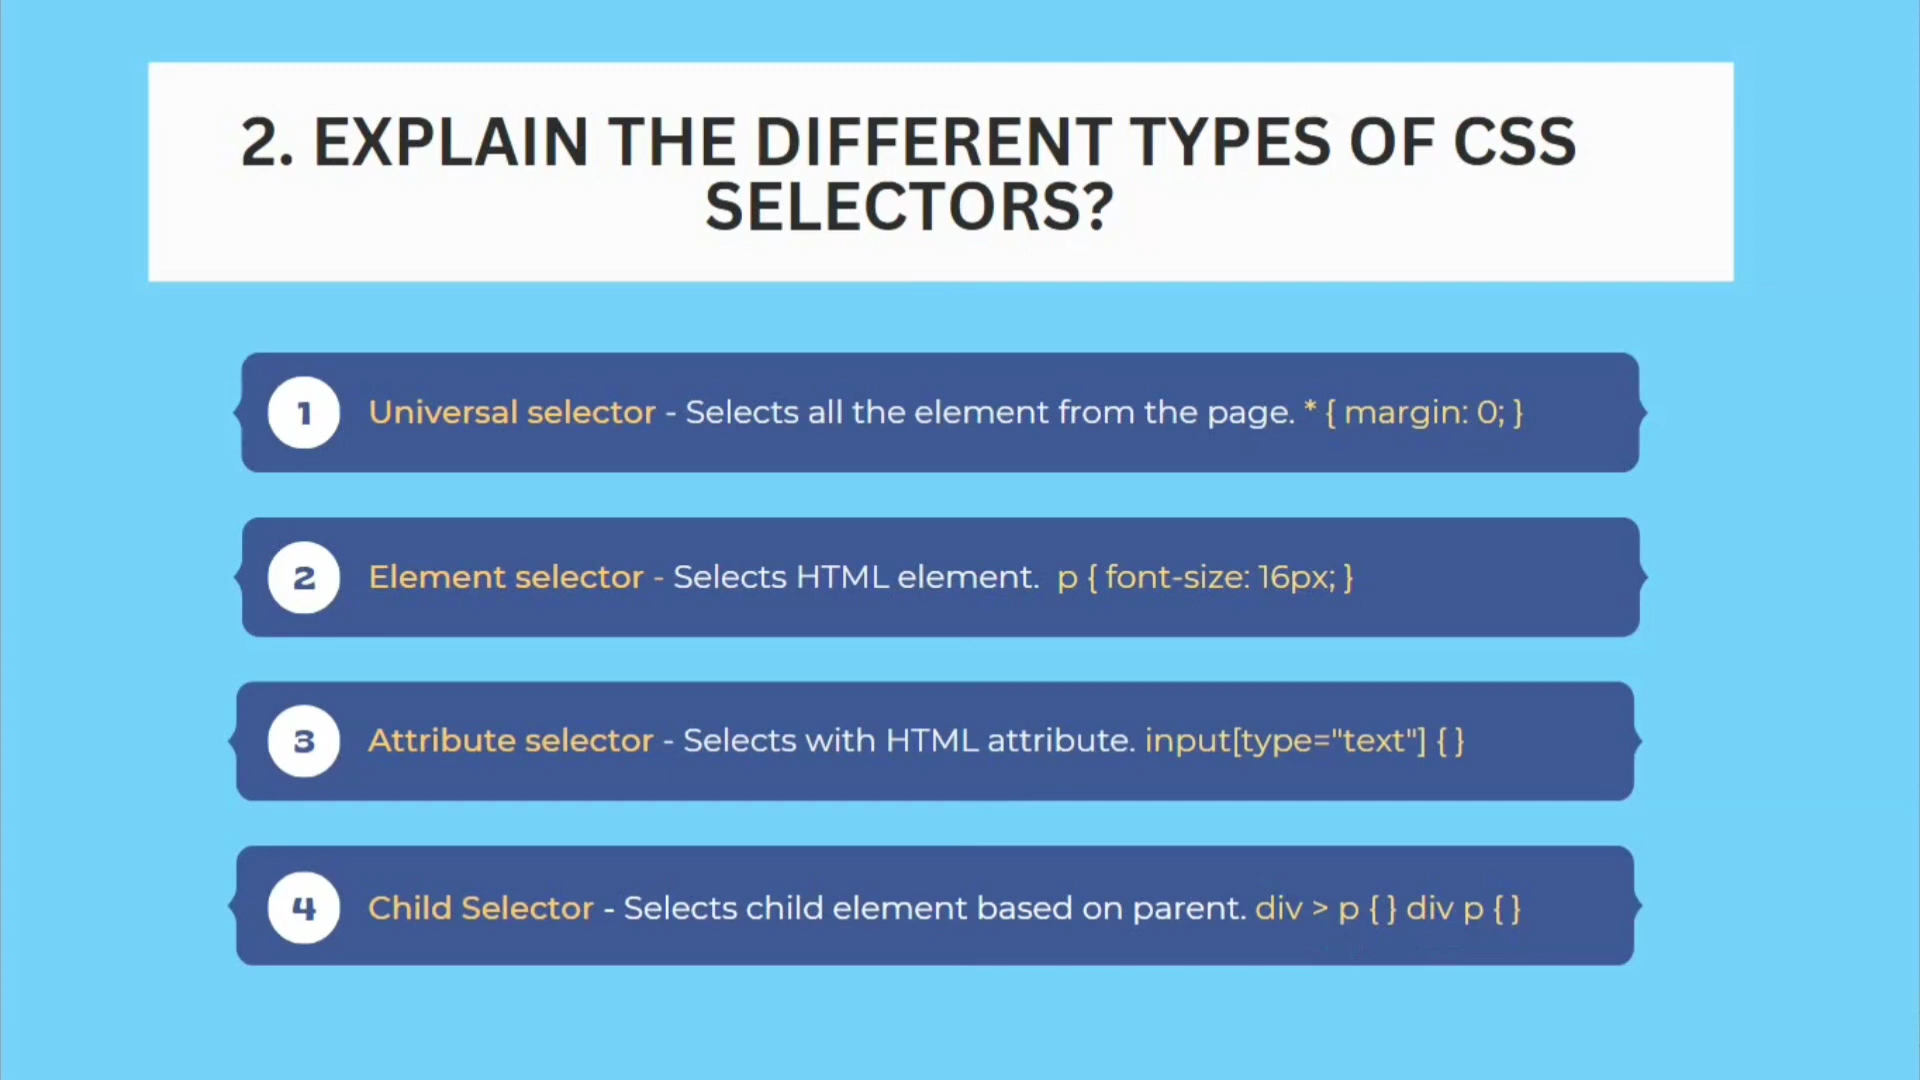 2. EXPLAIN THE DIFFERENT TYPES OF CSS
SELECTORS?
1 Universal selector - Selects all the element from the page. * { margin: 0; }
2 Element selector - Selects HTML element. p { font-size: 16px; }
3 Attribute selector - Selects with HTML attribute. input[type="text"] { }
4 Child Selector - Selects child element based on parent. div > p { } div p { }